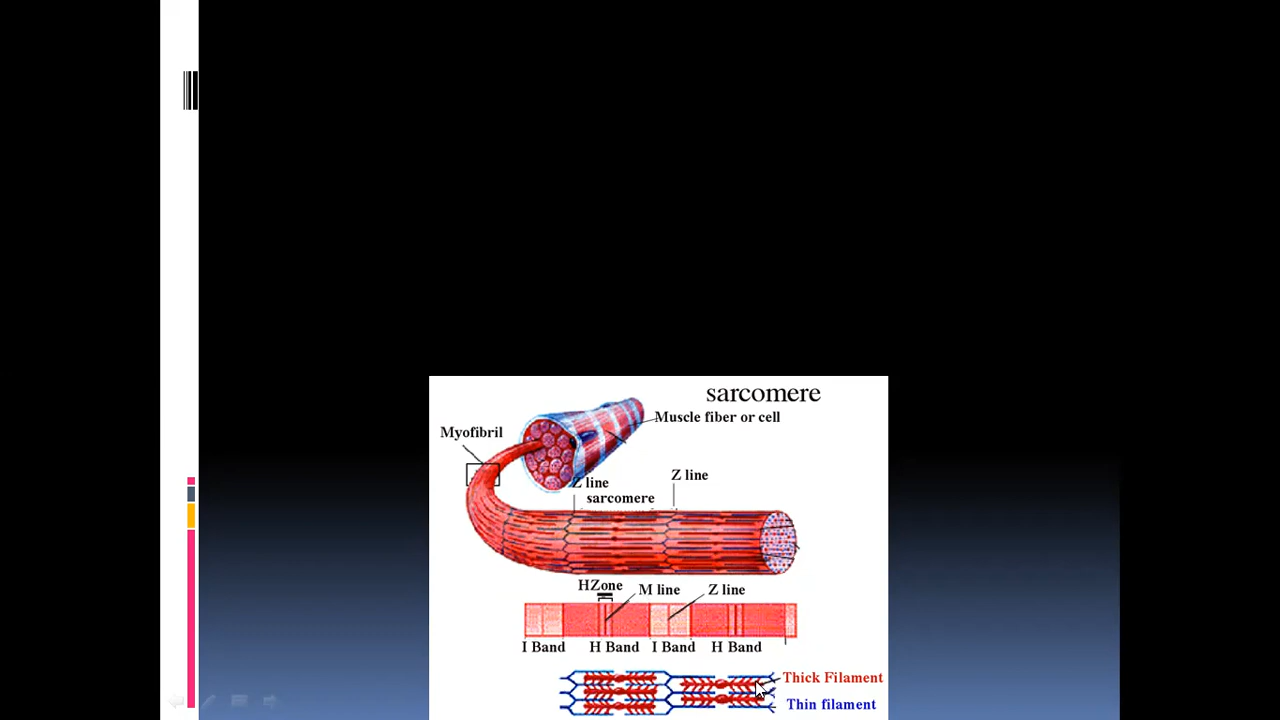 sarcomere
Muscle fiber or cell
Myofibril
Z line
Z line
sarcomere
HZone
M line
Z line
I Band
H Band
I Band
H Band
Thick Filament
Thin filament